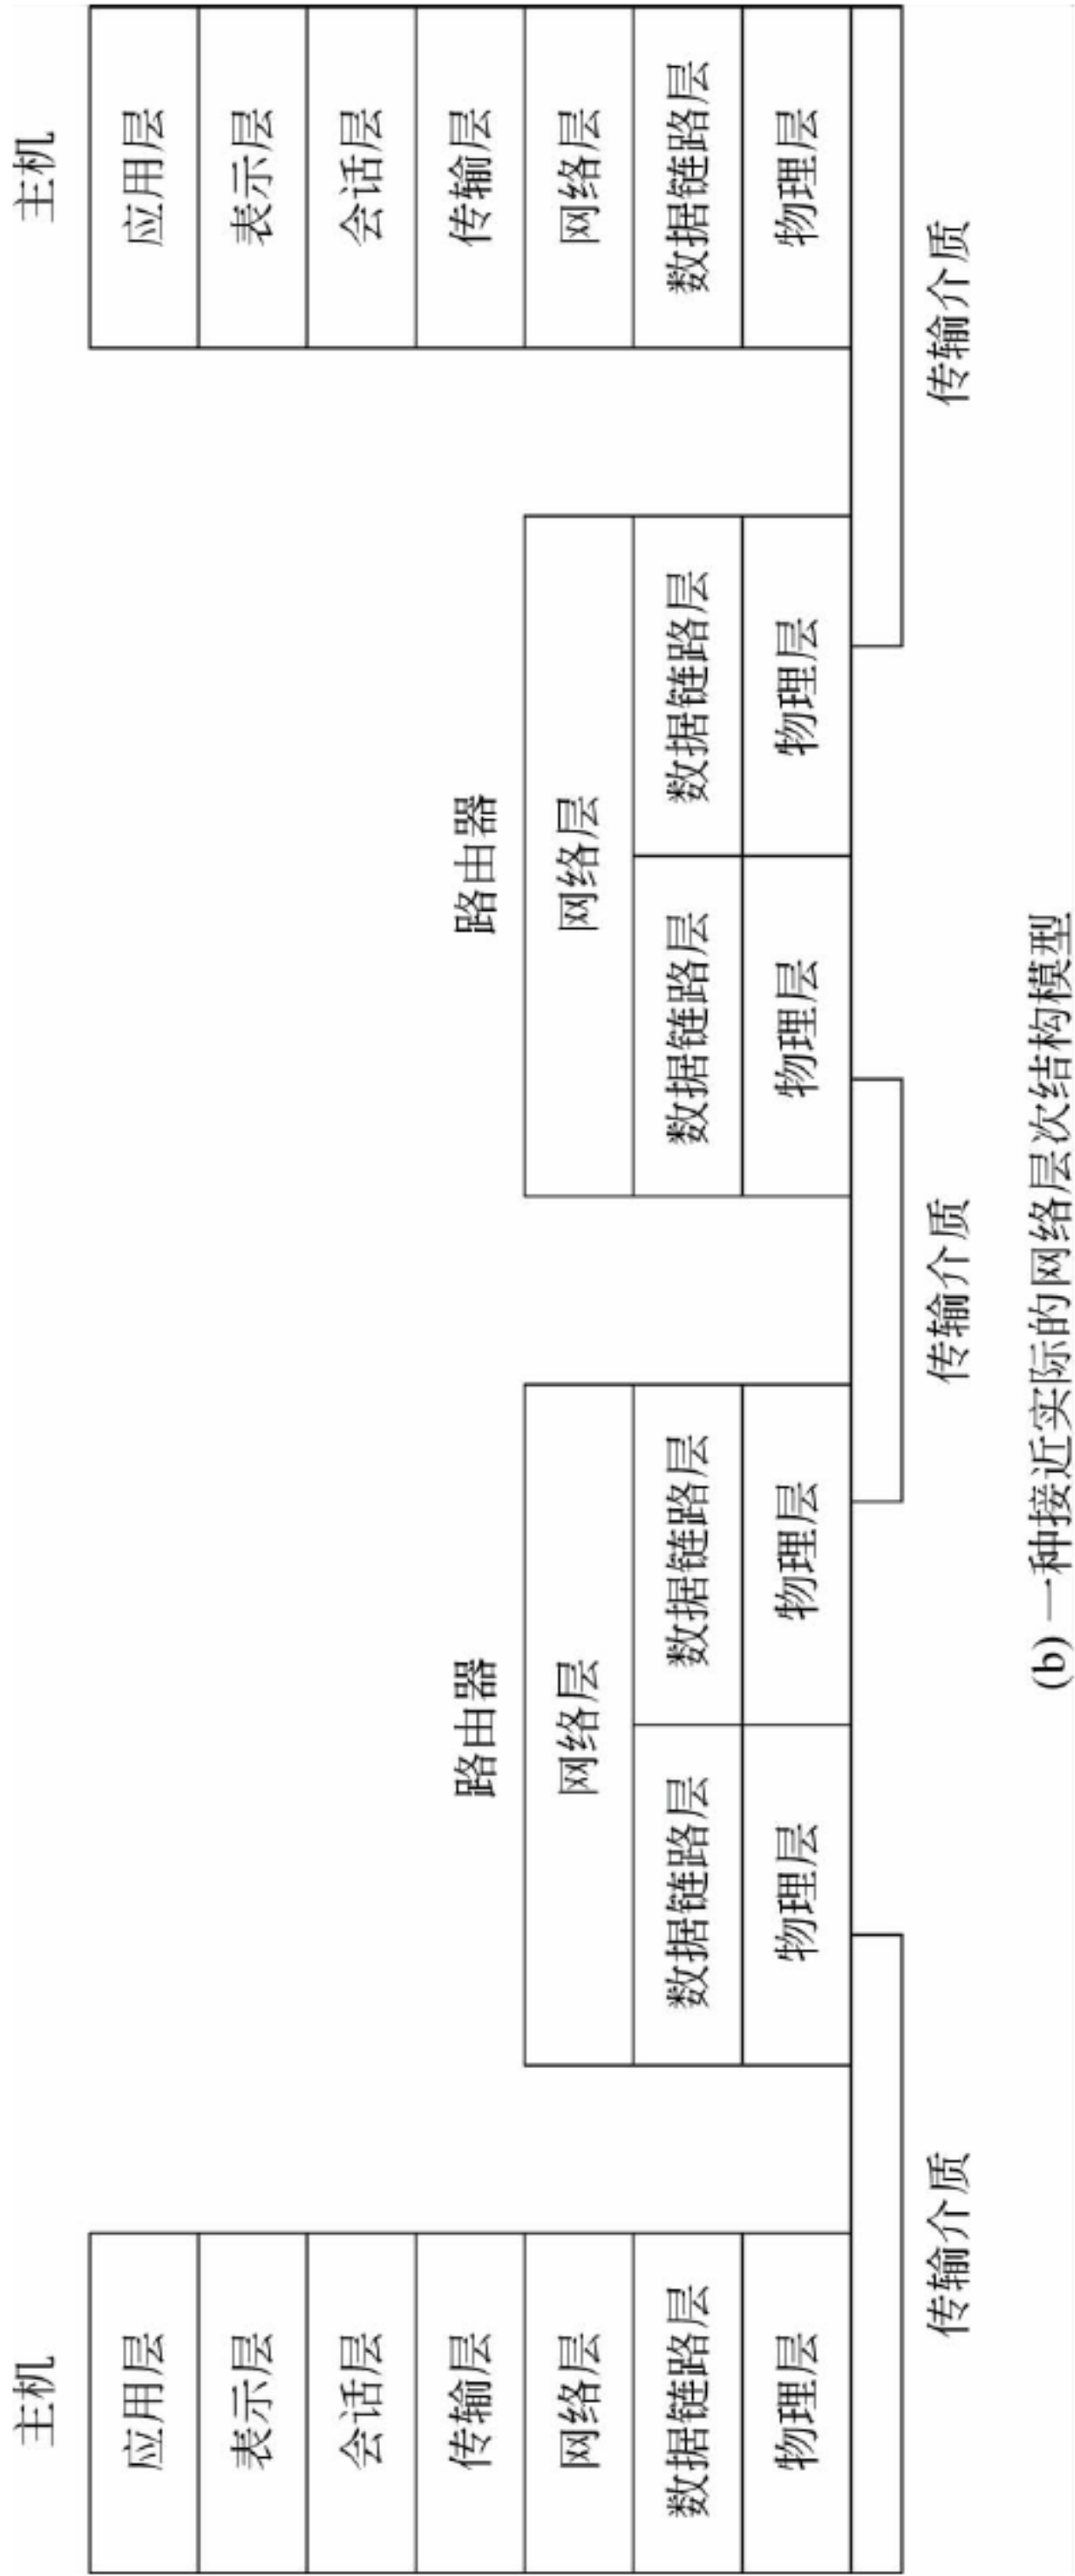 主机 主机
应用层 应用层
表示层 表示层
会话层 会话层
传输层 路由器 路由器 传输层
网络层 网络层 网络层 网络层
数据链路层 数据链路层 数据链路层 数据链路层 数据链路层 数据链路层
物理层 物理层 物理层 物理层 物理层 物理层
传输介质 传输介质 传输介质
(b) 一种接近实际的网络层次结构模型